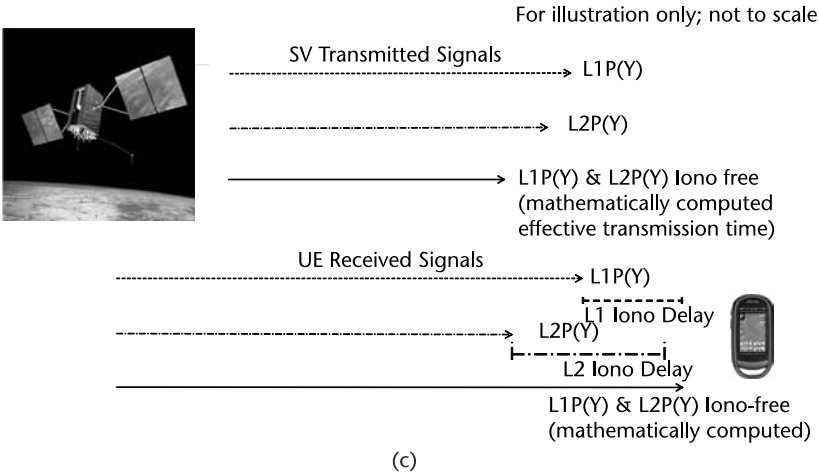 For illustration only; not to scale
SV Transmitted Signals
L1P(Y)
L2P(Y)
L1P(Y) & L2P(Y) Iono free
(mathematically computed
effective transmission time)
UE Received Signals
L1P(Y)
L1 Iono Delay
L2P(Y)
L2 Iono Delay
L1P(Y) & L2P(Y) Iono-free
(mathematically computed)
(c)